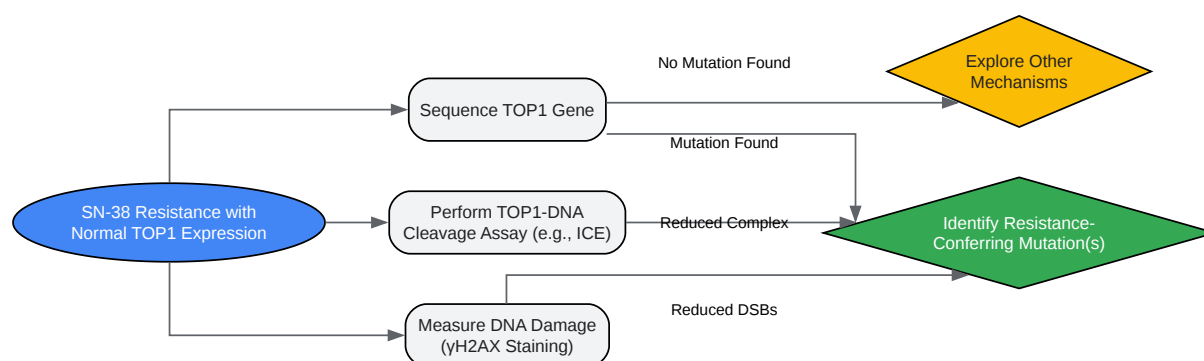 No Mutation Found
Explore Other
Mechanisms
Sequence TOP1 Gene
Mutation Found
SN-38 Resistance with
Normal TOP1 Expression
Perform TOP1-DNA
Cleavage Assay (e.g., ICE)
Reduced Complex
Identify Resistance-
Conferring Mutation(s)
Measure DNA Damage
(γH2AX Staining)
Reduced DSBs